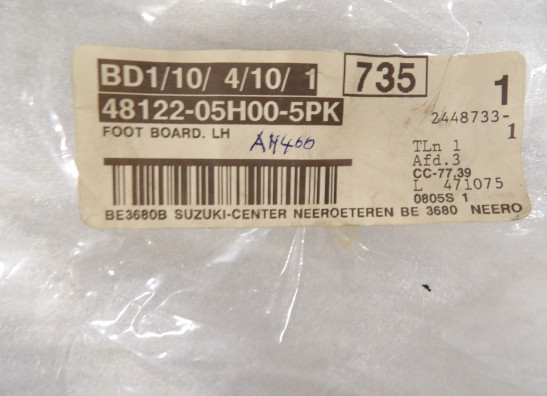 BD1/10/ 4/10/ 1 735 1
48122-05H00-5PK 2448733-
1
FOOT BOARD. LH AN400
TLn 1
Afd.3
CC-77,39
L 471075
0805S 1
BE3680B SUZUKI-CENTER NEEROETEREN BE 3680 NEERO